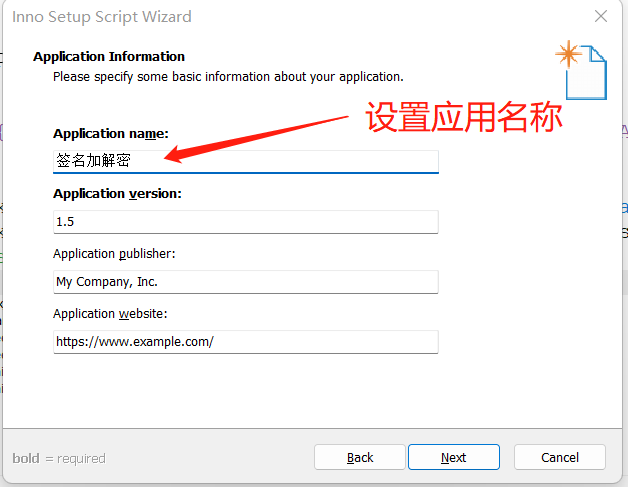 Inno Setup Script Wizard
Application Information
Please specify some basic information about your application.
设置应用名称
Application name:
签名加解密
Application version:
1.5
Application publisher:
My Company, Inc.
Application website:
https://www.example.com/
bold = required
Back
Next
Cancel